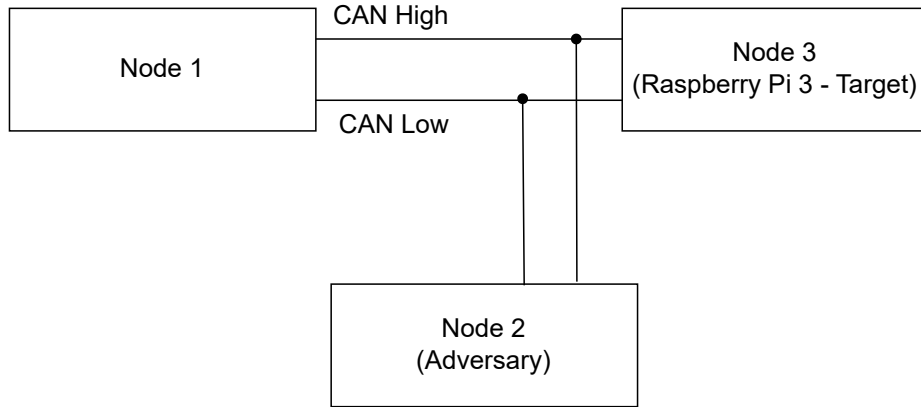 CAN High
Node 1
Node 3
(Raspberry Pi 3 - Target)
CAN Low
Node 2
(Adversary)